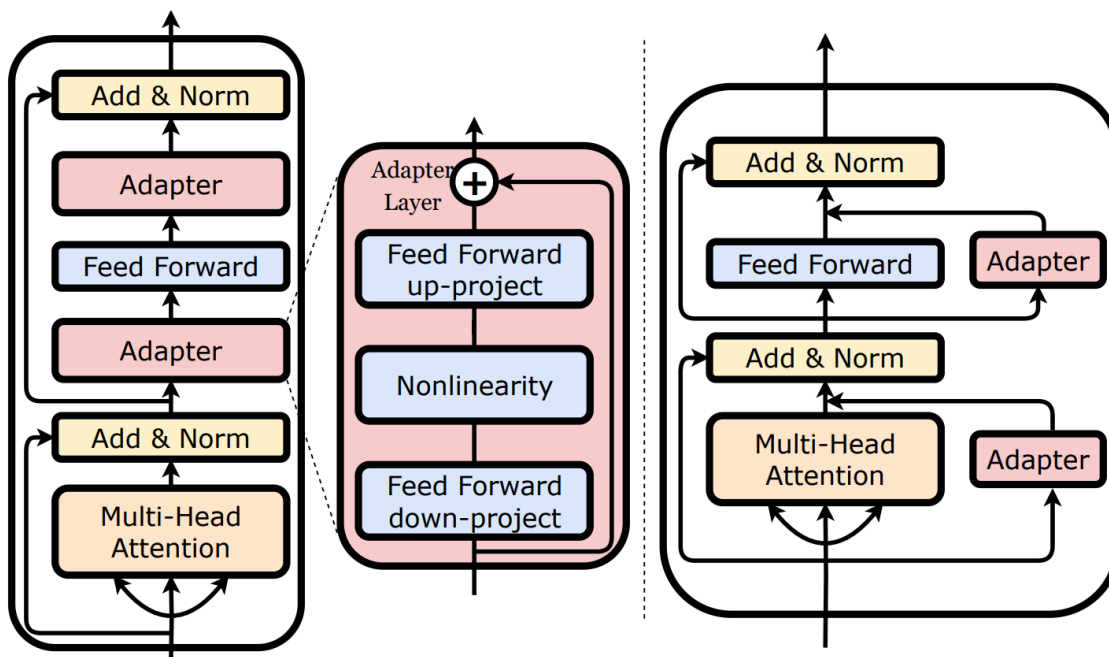 Add & Norm
Adapter
Feed Forward
Adapter
Add & Norm
Multi-Head
Attention
Adapter
Layer
+
Feed Forward
up-project
Nonlinearity
Feed Forward
down-project
Add & Norm
Feed Forward
Adapter
Add & Norm
Multi-Head
Attention
Adapter